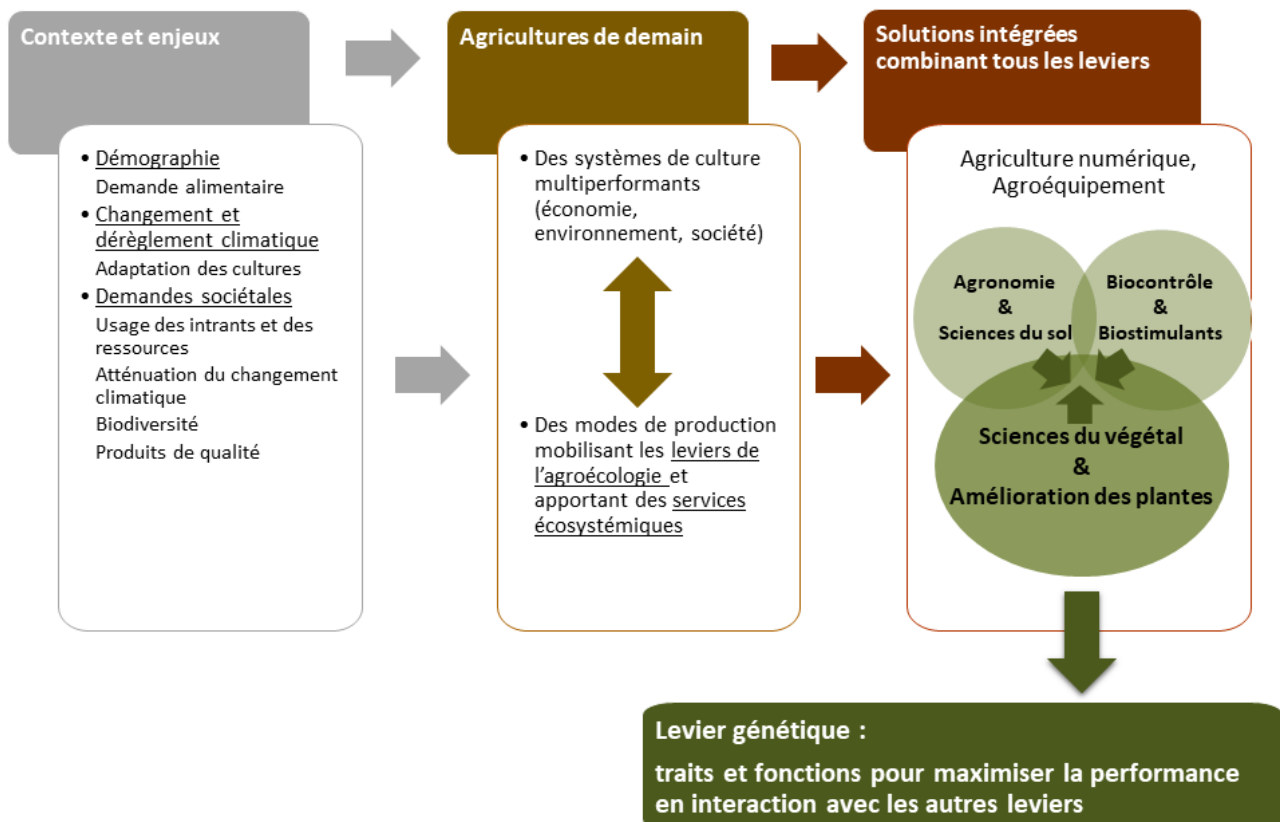 Contexte et enjeux
• Démographie
Demande alimentaire
• Changement et
dérèglement climatique
Adaptation des cultures
• Demandes sociétales
Usage des intrants et des
ressources
Atténuation du changement
climatique
Biodiversité
Produits de qualité
Agricultures de demain
• Des systèmes de culture
multiperformants
(économie,
environnement, société)
• Des modes de production
mobilisant les leviers de
l'agroécologie et
apportant des services
écosystémiques
Solutions intégrées
combinant tous les leviers
Agriculture numérique,
Agroéquipement
Agronomie
&
Sciences du sol
Biocontrôle
&
Biostimulants
Sciences du végétal
&
Amélioration des plantes
Levier génétique :
traits et fonctions pour maximiser la performance
en interaction avec les autres leviers